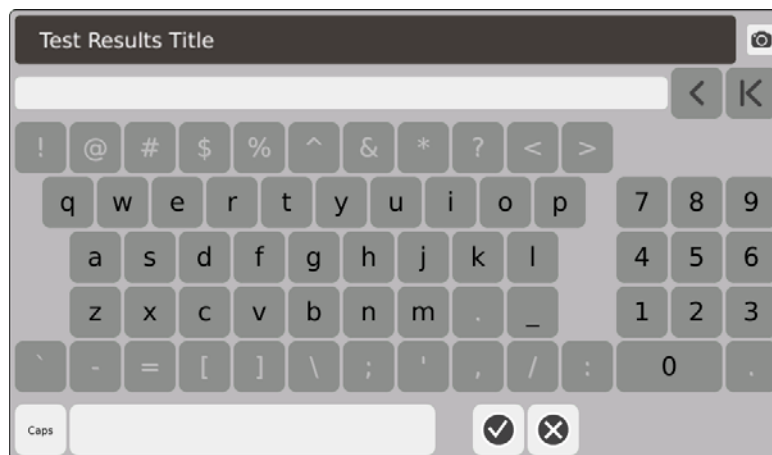 Test Results Title
! @ # $ % ^ & * ? < >
q w e r t y u i o p 7 8 9
a s d f g h j k l 4 5 6
z x c v b n m . _ 1 2 3
` - = [ ] \ ; ' , / : 0 .
Caps